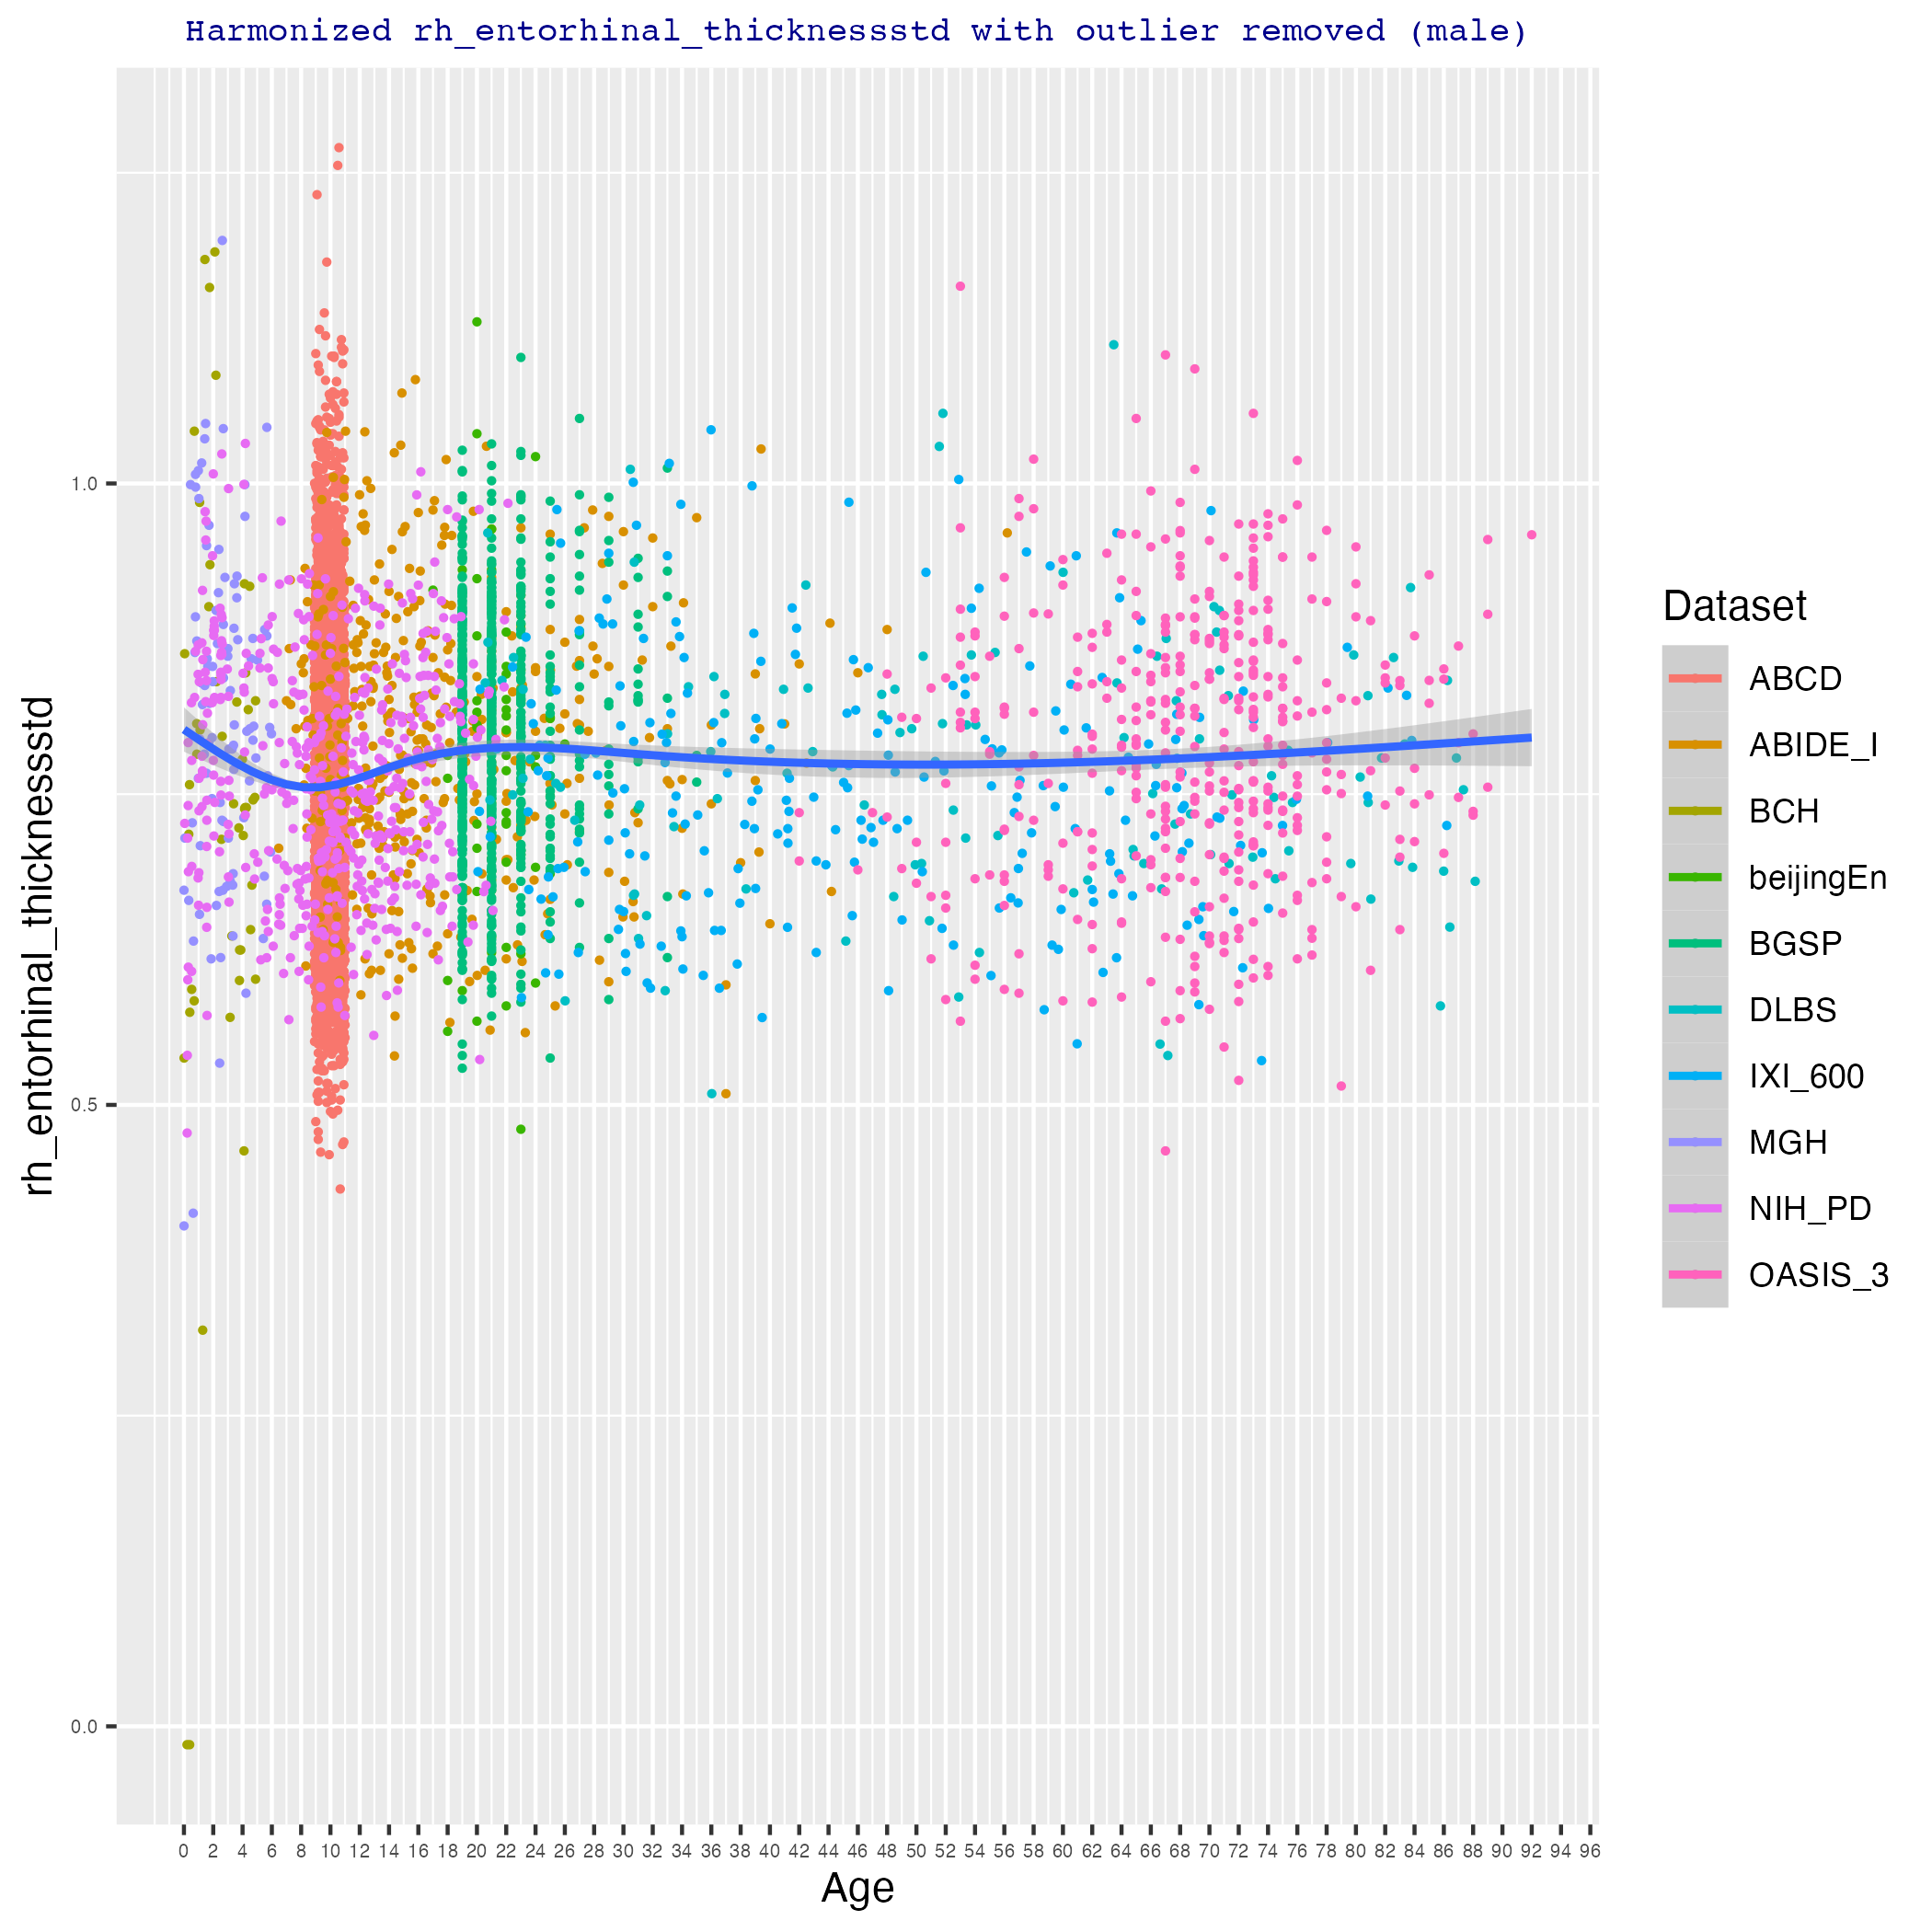 Harmonized rh_entorhinal_thicknessstd with outlier removed (male)
rh_entorhinal_thicknessstd
1.0
0.5
0.0
0 2 4 6 8 10 12 14 16 18 20 22 24 26 28 30 32 34 36 38 40 42 44 46 48 50 52 54 56 58 60 62 64 66 68 70 72 74 76 78 80 82 84 86 88 90 92 94 96
Age
Dataset
ABCD
ABIDE_I
BCH
beijingEn
BGSP
DLBS
IXI_600
MGH
NIH_PD
OASIS_3